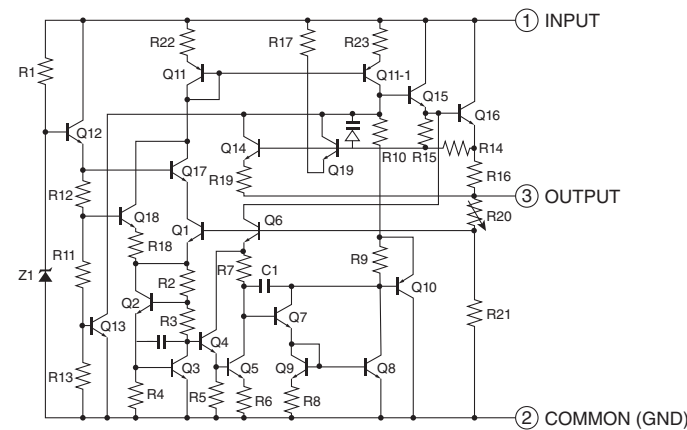 1 INPUT
R22 R17 R23
R1
Q11 Q11-1
Q15
Q12 Q16
Q14 R14
Q17 R19 Q19 R10 R15
R16
R12
3 OUTPUT
Q18 Q6 R20
Q1
R18
R11 R7 C1 R9
Z1 R2 Q10
Q2 R21
R3 Q7
Q13 Q4
R13 Q3 Q5 Q9 Q8
R4 R5 R6 R8
2 COMMON (GND)